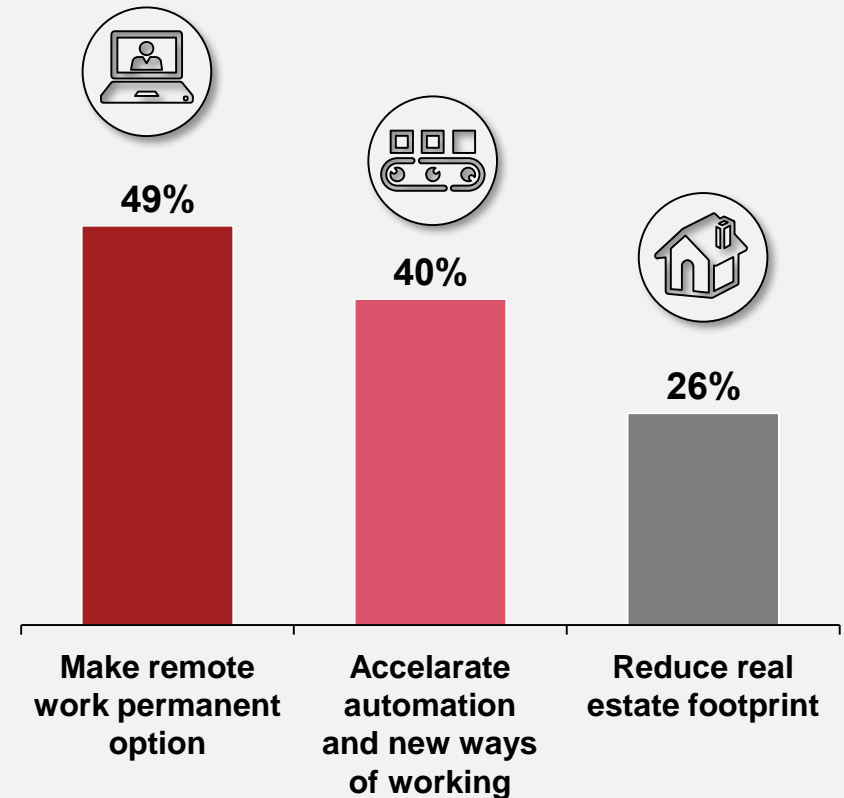 49%
40%
26%
Make remote
work permanent
option
Accelarate
automation
and new ways
of working
Reduce real
estate footprint